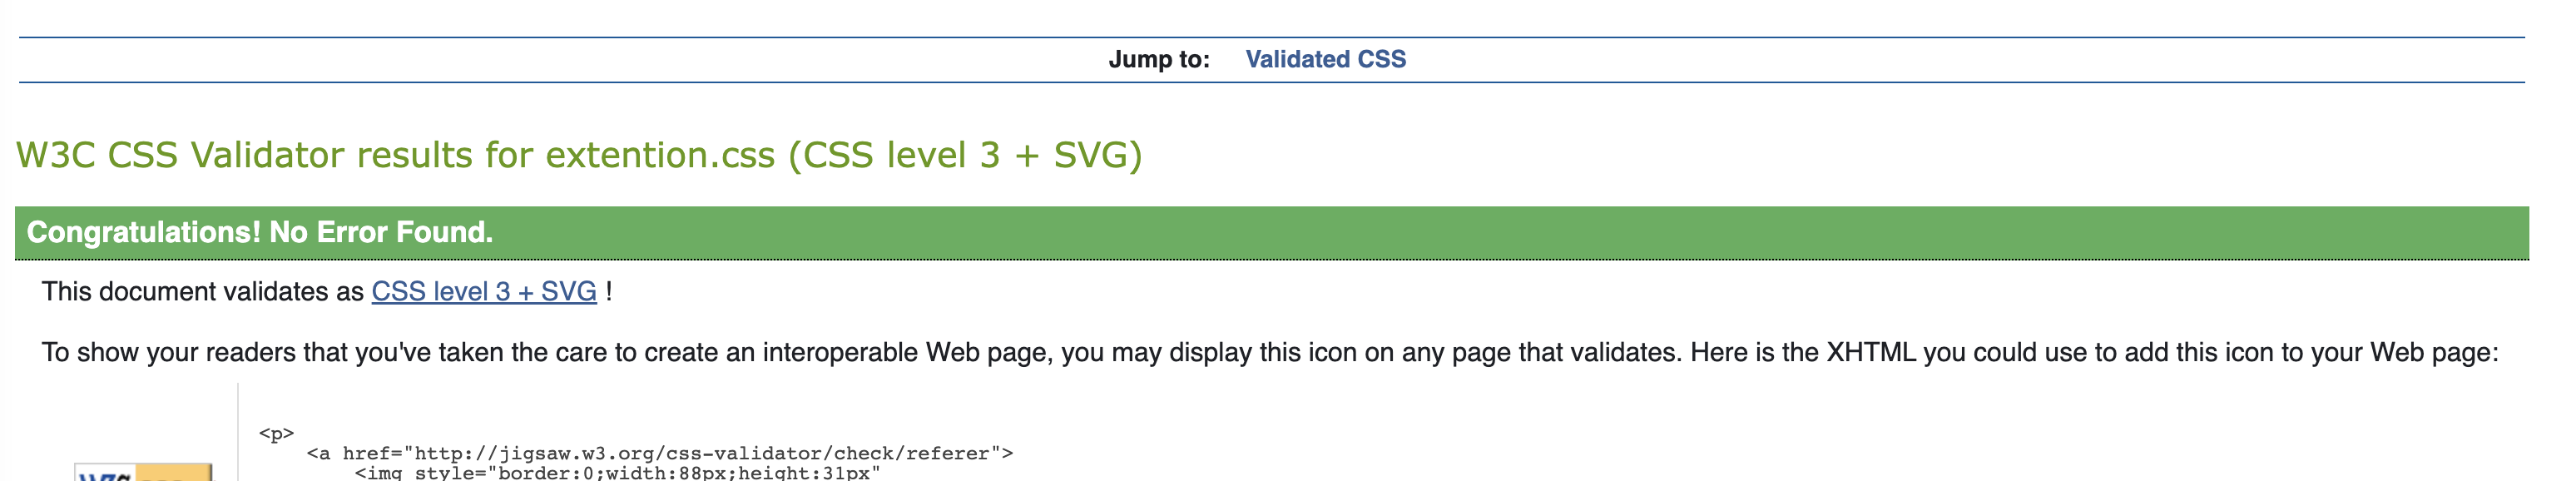 Jump to: Validated CSS
W3C CSS Validator results for extention.css (CSS level 3 + SVG)
Congratulations! No Error Found.
This document validates as CSS level 3 + SVG !
To show your readers that you've taken the care to create an interoperable Web page, you may display this icon on any page that validates. Here is the XHTML you could use to add this icon to your Web page:
<p>
<a href="http://jigsaw.w3.org/css-validator/check/referer">
<img style="border:0;width:88px;height:31px"
W3C